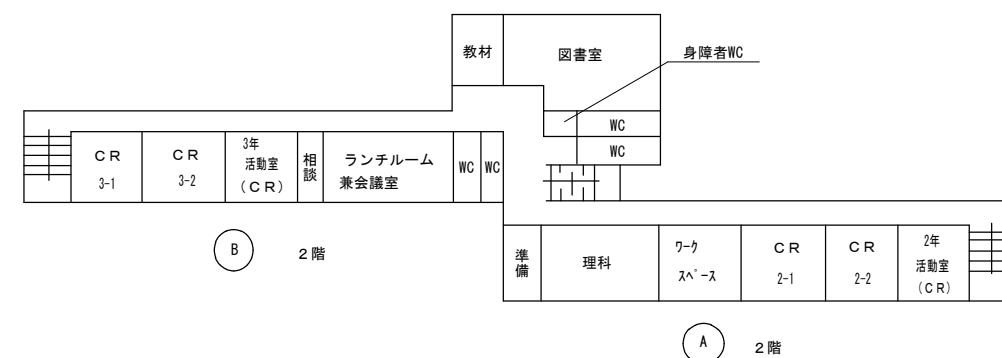 教材
図書室
身障者WC
WC
WC
CR
3-1
CR
3-2
3年
活動室
(CR)
相談
ランチルーム
兼会議室
WC
WC
B
2階
準備
理科
ワーク
スペース
CR
2-1
CR
2-2
2年
活動室
(CR)
A
2階